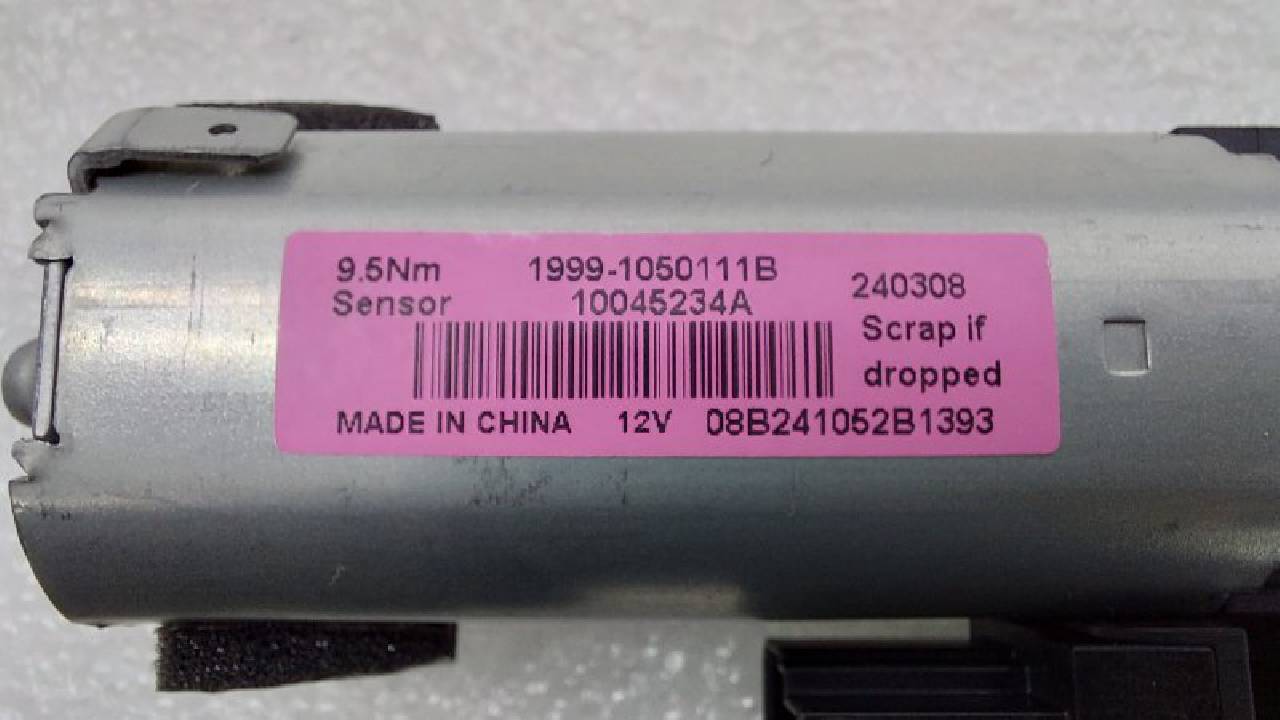 9.5Nm 1999-1050111B
Sensor 10045234A
240308
Scrap if
dropped
MADE IN CHINA 12V 08B241052B1393